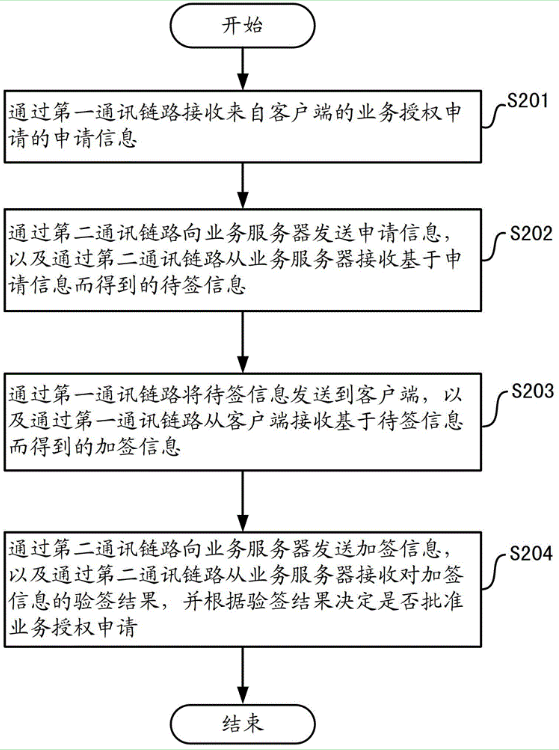 开始
通过第一通讯链路接收来自客户端的业务授权申
请的申请信息
S201
通过第二通讯链路向业务服务器发送申请信息，
以及通过第二通讯链路从业务服务器接收基于申
请信息而得到的待签信息
S202
通过第一通讯链路将待签信息发送到客户端，以
及通过第一通讯链路从客户端接收基于待签信息
而得到的加签信息
S203
通过第二通讯链路向业务服务器发送加签信息，
以及通过第二通讯链路从业务服务器接收对加签
信息的验签结果，并根据验签结果决定是否批准
业务授权申请
S204
结束